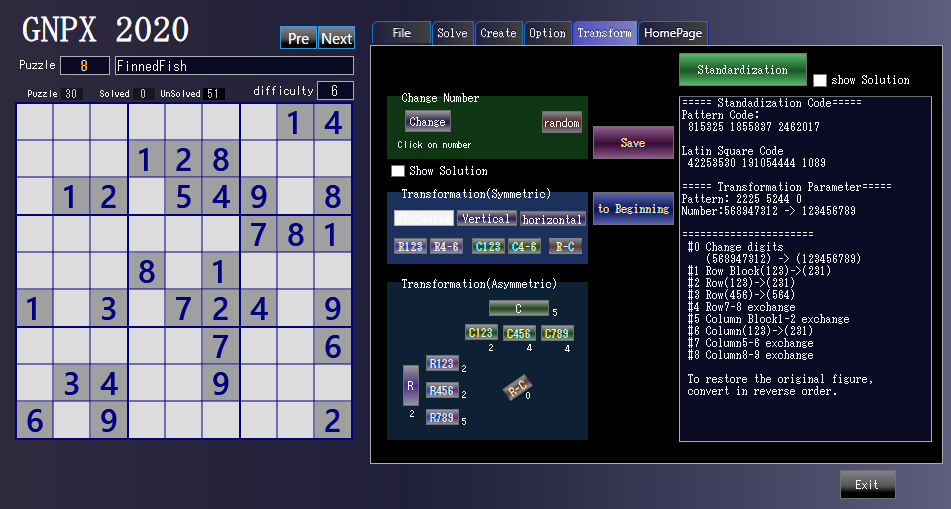 GNPX 2020
Pre Next
Puzzle 8 FinnedFish
Puzzle 30 Solved 0 UnSolved 51 difficulty 6
1 4
1 2 8
1 2 5 4 9 8
7 8 1
8 1
1 3 7 2 4 9
7 6
3 4 9
6 9 2
File Solve Create Option Transform HomePage
Change Number
Change random
Click on number
Show Solution
Save
Transformation(Symmetric)
Vertical horizontal
R123 R4-6 C123 C4-6 R-C
to Beginning
Transformation(Asymmetric)
C 5
C123 C456 C789
2 4 4
R 2
R123 2
R456 2
R789 5
R-C 0
Standardization
show Solution
===== Standadization Code=====
Pattern Code:
815325 1855837 2462017
Latin Square Code
42253530 191054444 1089
===== Transformation Parameter=====
Pattern: 2225 5244 0
Number:568947312 -> 123456789
======================
#0 Change digits
(568947312) -> (123456789)
#1 Row Block(123)->(231)
#2 Row(123)->(231)
#3 Row(456)->(564)
#4 Row7-8 exchange
#5 Column Block1-2 exchange
#6 Column(123)->(231)
#7 Column5-6 exchange
#8 Column8-9 exchange
To restore the original figure,
convert in reverse order.
Exit